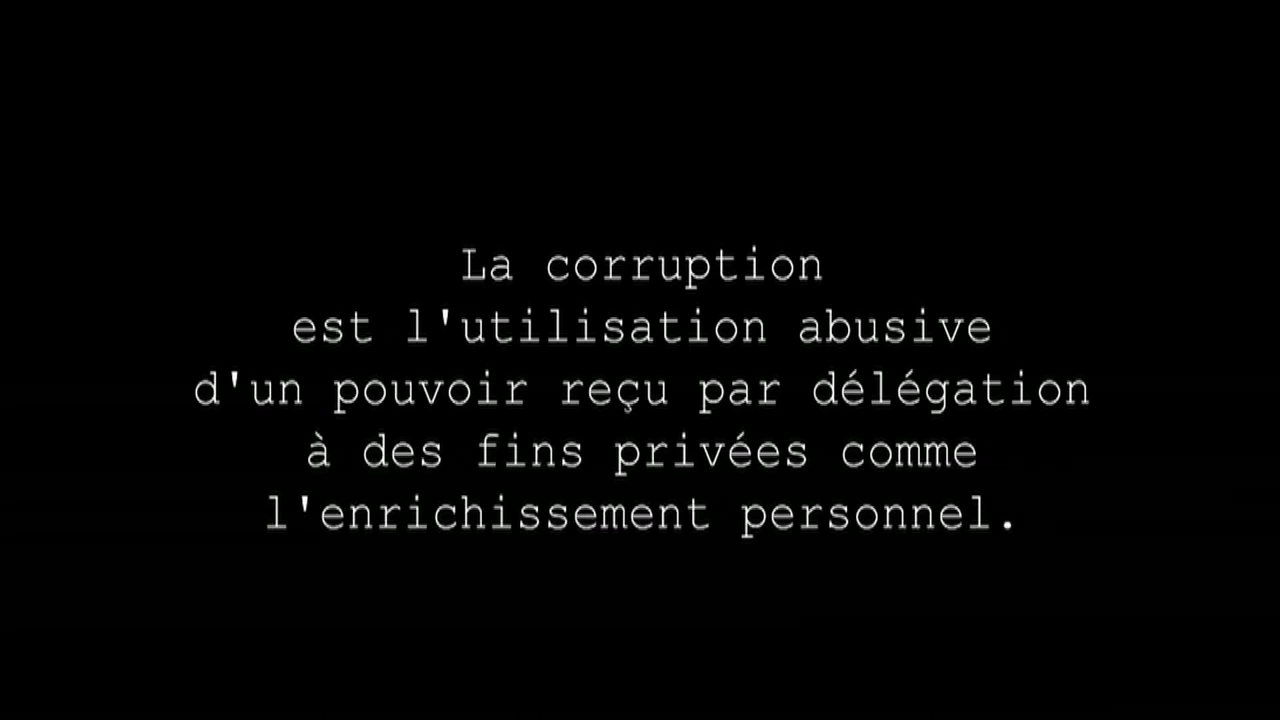 La corruption
est l'utilisation abusive
d'un pouvoir reçu par délégation
à des fins privées comme
l'enrichissement personnel.